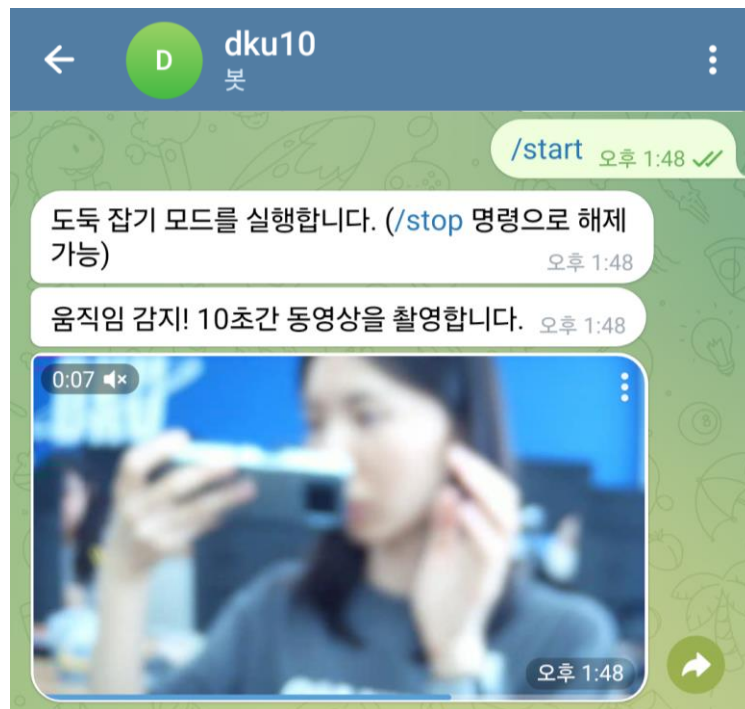 dku10
D
봇
/start 오후 1:48
도둑 잡기 모드를 실행합니다. (/stop 명령으로 해제
가능) 오후 1:48
움직임 감지! 10초간 동영상을 촬영합니다. 오후 1:48
0:07
오후 1:48